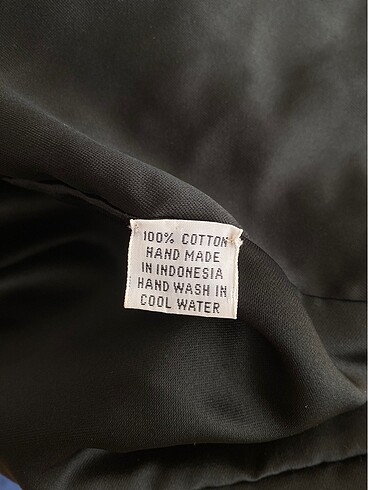 100% COTTON
HAND MADE
IN INDONESIA
HAND WASH IN
COOL WATER